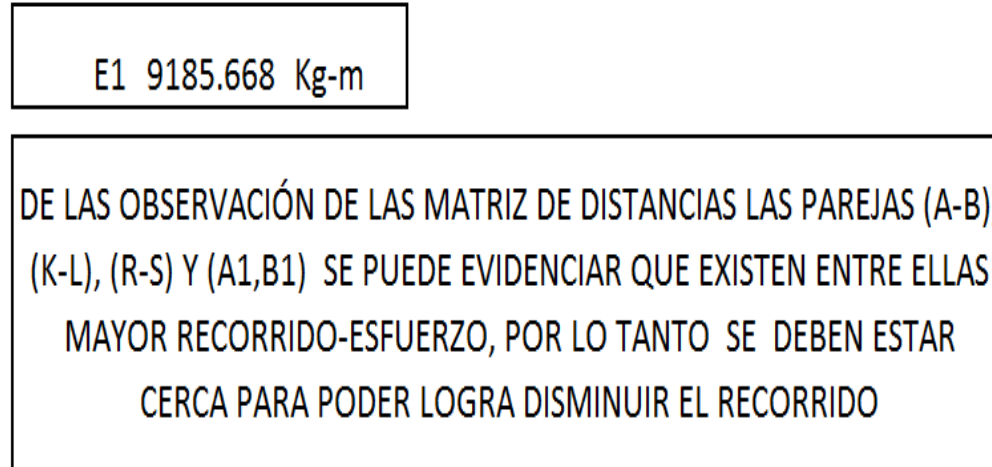 E1 9185.668 Kg-m
DE LAS OBSERVACIÓN DE LAS MATRIZ DE DISTANCIAS LAS PAREJAS (A-B)
(K-L), (R-S) Y (A1,B1) SE PUEDE EVIDENCIAR QUE EXISTEN ENTRE ELLAS
MAYOR RECORRIDO-ESFUERZO, POR LO TANTO SE DEBEN ESTAR
CERCA PARA PODER LOGRA DISMINUIR EL RECORRIDO